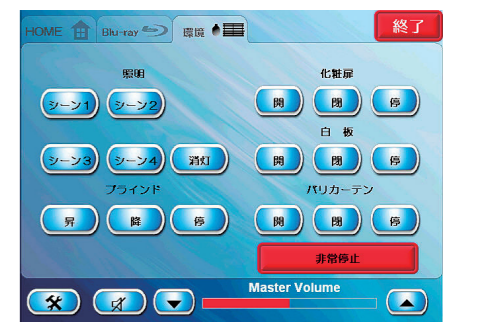 HOME Blu-ray 環境 終了
照明 化粧扉
シーン1 シーン2 開 閉 停
白 板
シーン3 シーン4 消灯 開 閉 停
ブラインド バリカーテン
昇 降 停 開 閉 停
非常停止
Master Volume